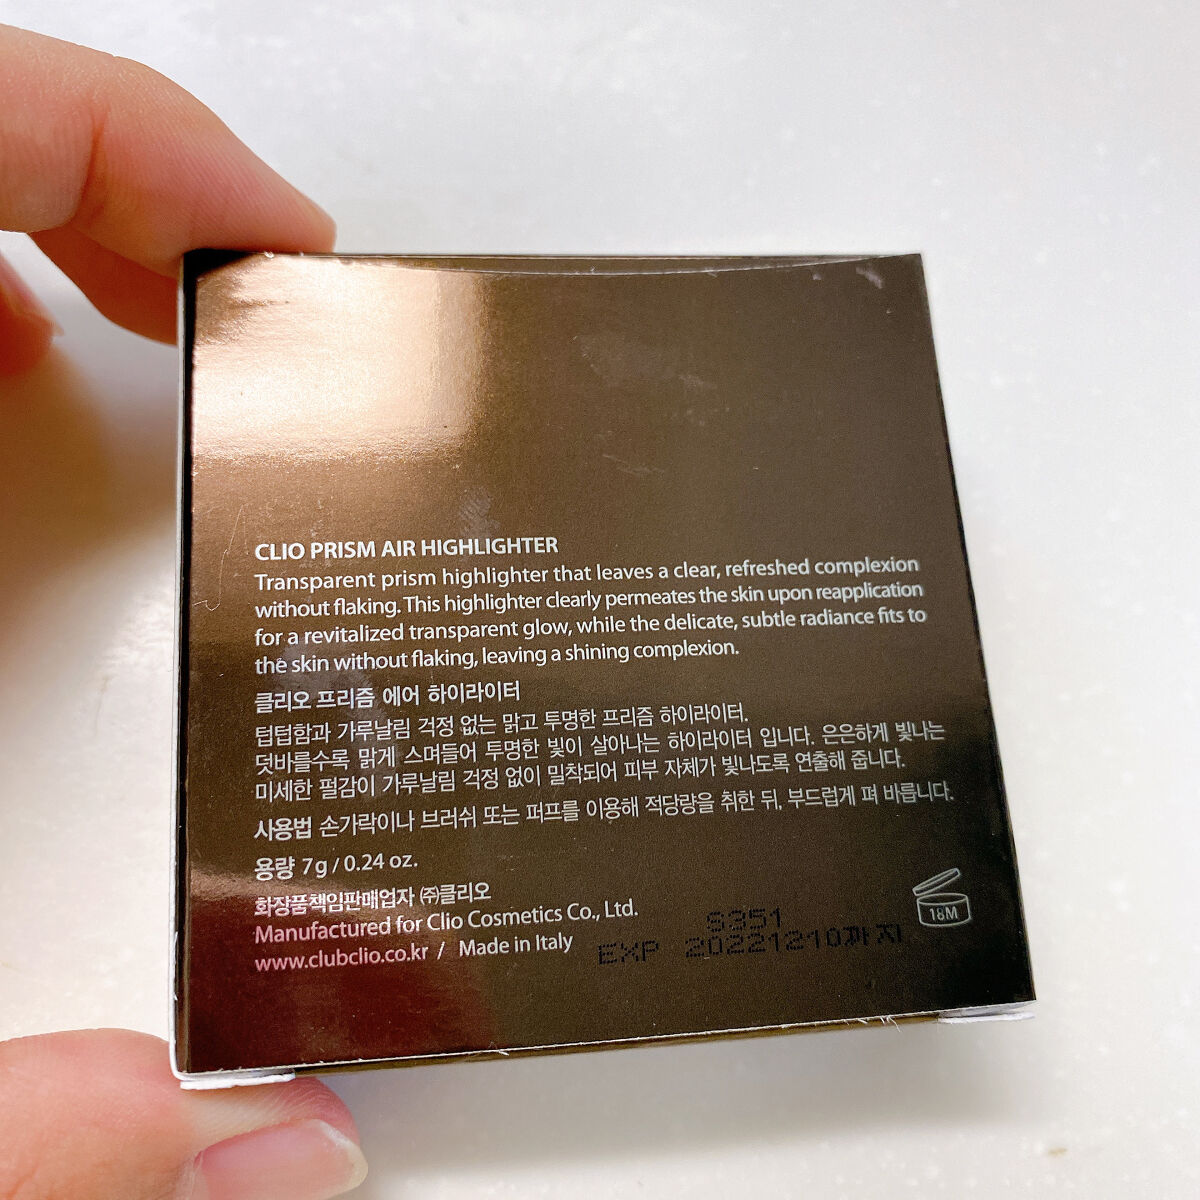 CLIO PRISM AIR HIGHLIGHTER
Transparent prism highlighter that leaves a clear, refreshed complexion
without flaking. This highlighter clearly permeates the skin upon reapplication
for a revitalized transparent glow, while the delicate, subtle radiance fits to
the skin without flaking, leaving a shining complexion.
클리오 프리즘 에어 하이라이터
텁텁함과 가루날림 걱정 없는 맑고 투명한 프리즘 하이라이터.
덧바를수록 맑게 스며들어 투명한 빛이 살아나는 하이라이터 입니다. 은은하게 빛나는
미세한 펄감이 가루날림 걱정 없이 밀착되어 피부 자체가 빛나도록 연출해 줍니다.
사용법 손가락이나 브러쉬 또는 퍼프를 이용해 적당량을 취한 뒤, 부드럽게 펴 바릅니다.
용량 7g / 0.24 oz.
화장품책임판매업자 ㈜클리오
Manufactured for Clio Cosmetics Co., Ltd.
www.clubclio.co.kr / Made in Italy
S351
EXP 20221210까지
18M